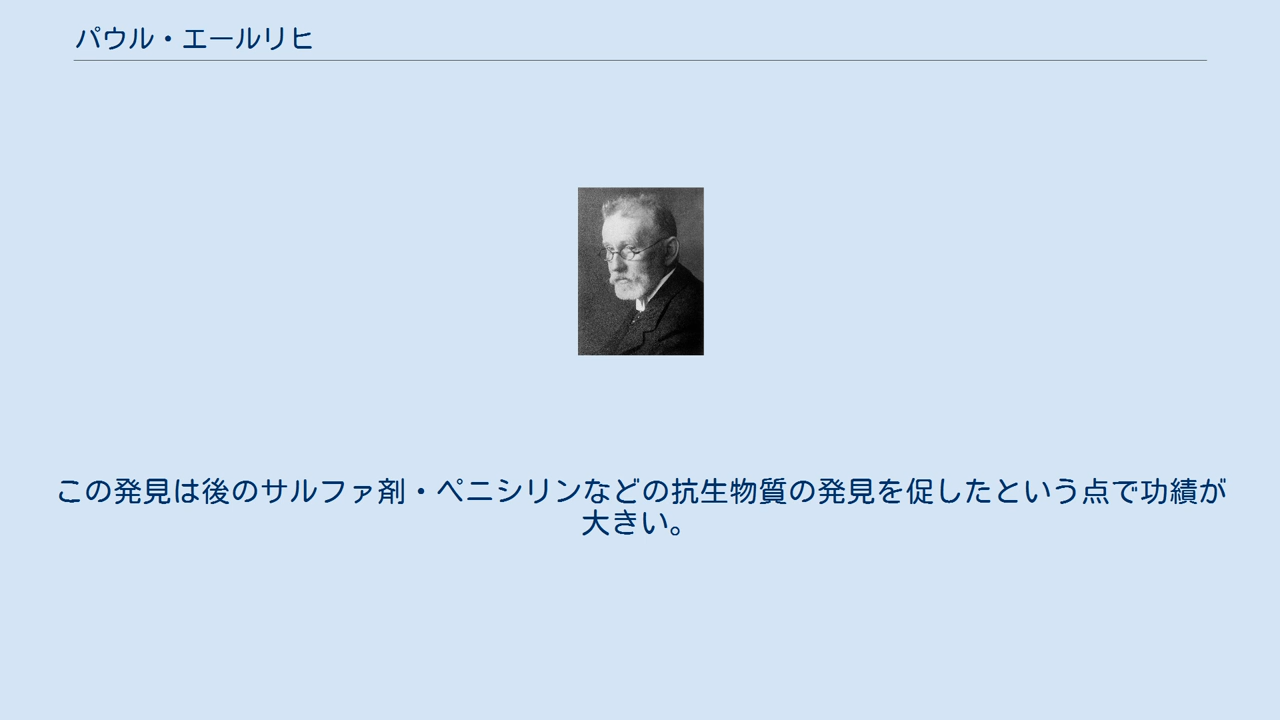 パウル・エールリヒ
この発見は後のサルファ剤・ペニシリンなどの抗生物質の発見を促したという点で功績が
大きい。